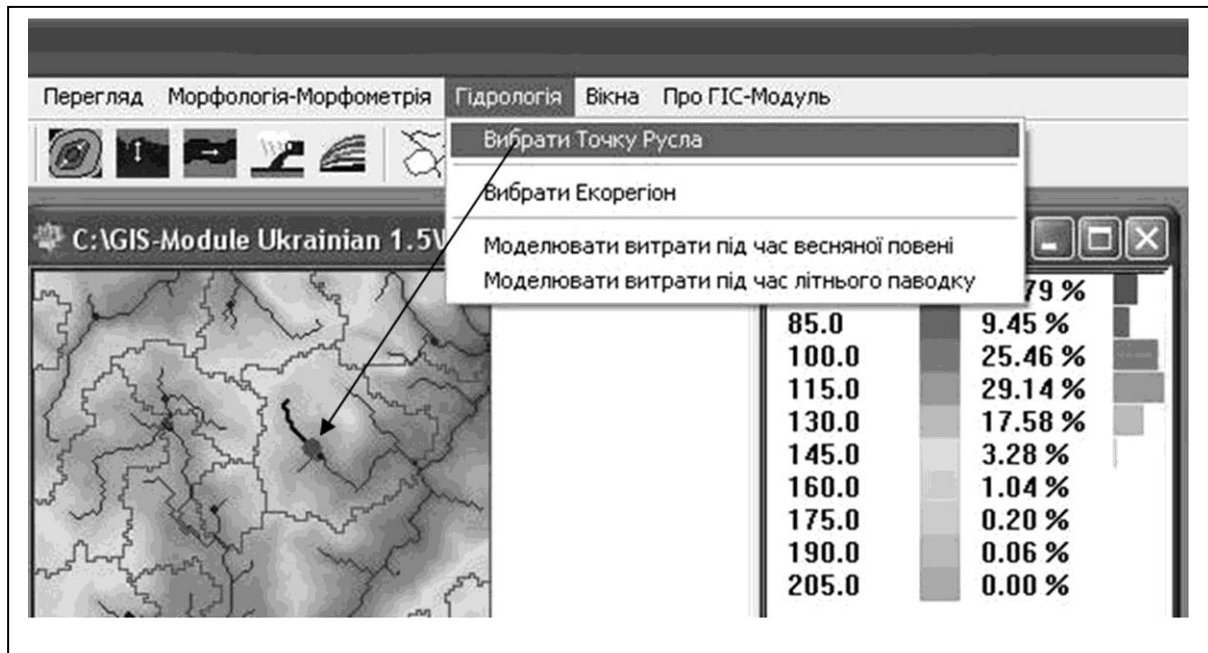 Перегляд Морфологія-Морфометрія Гідрологія Вікна Про ГІС-Модуль
Вибрати Точку Русла
Вибрати Екорегіон
Моделювати витрати під час весняної повені
Моделювати витрати під час літнього паводку
C:\GIS-Module Ukrainian 1.5\
79 %
85.0 9.45 %
100.0 25.46 %
115.0 29.14 %
130.0 17.58 %
145.0 3.28 %
160.0 1.04 %
175.0 0.20 %
190.0 0.06 %
205.0 0.00 %